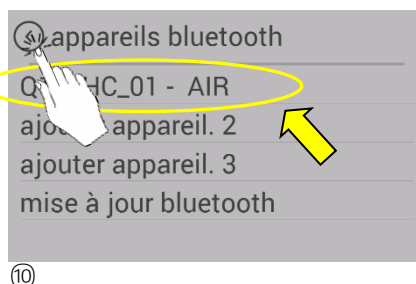 appareils bluetooth
HC_01 - AIR
appareil. 2
ajouter appareil. 3
mise à jour bluetooth
⑩